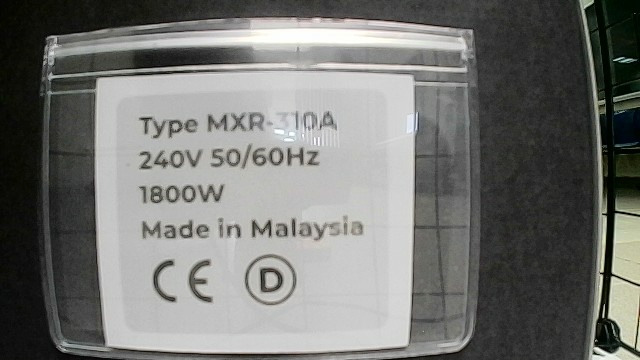 Type MXR-310A
240V 50/60Hz
1800W
Made in Malaysia
CE D